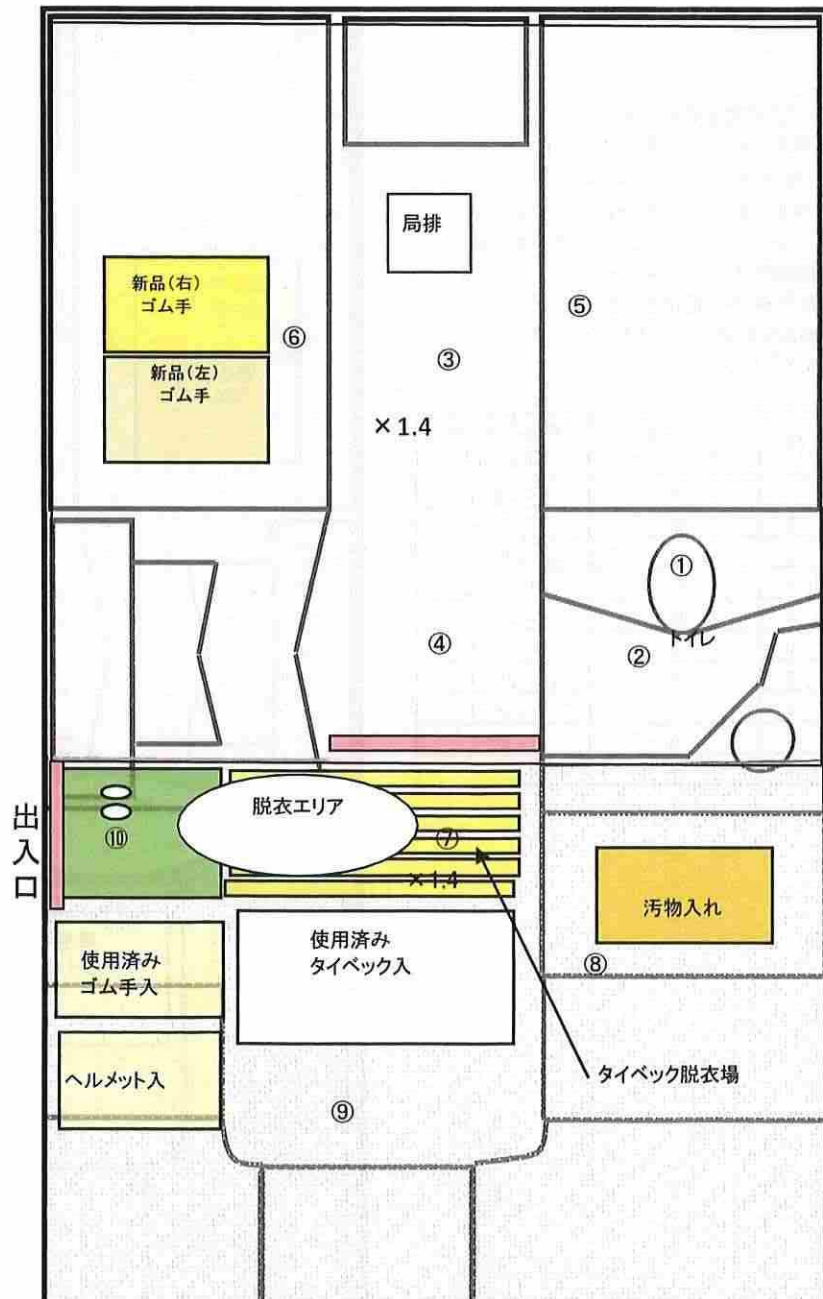 局排
新品(右)
ゴム手
⑥
⑤
③
新品(左)
ゴム手
×1.4
①
トイレ
②
④
出入口
脱衣エリア
⑦
⑩
×1.4
汚物入れ
使用済み
ゴム手入
使用済み
タイベック入
⑧
ヘルメット入
タイベック脱衣場
⑨